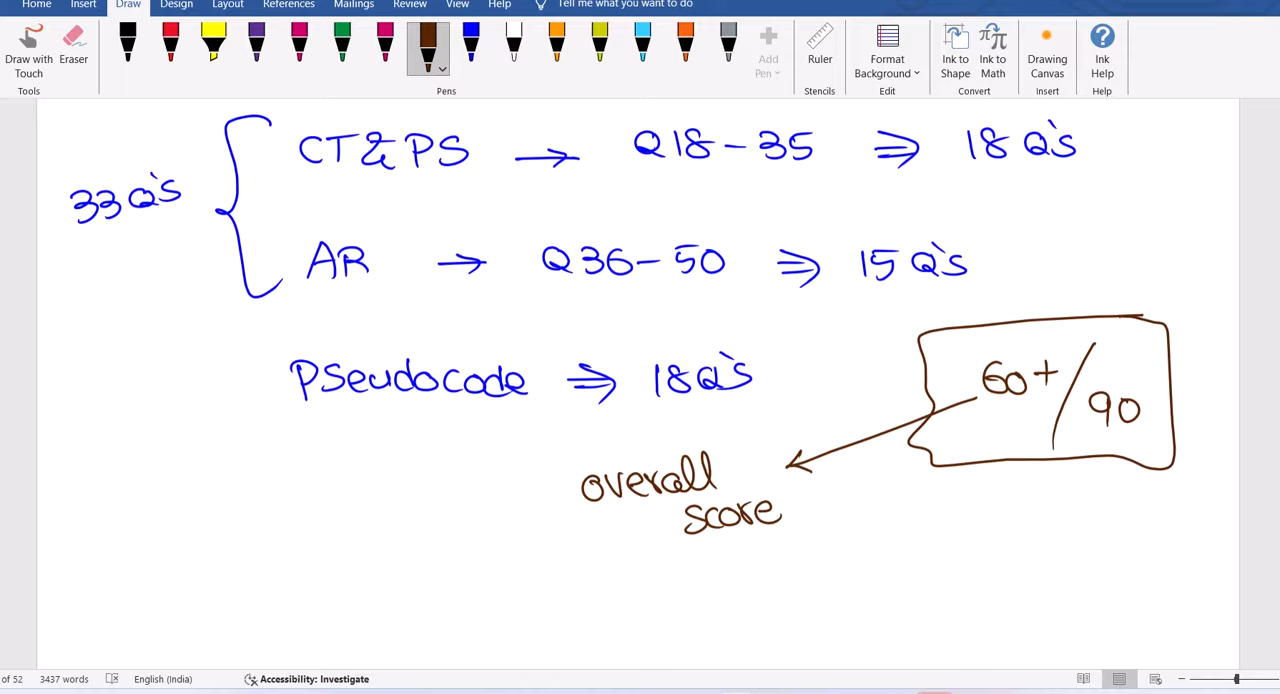 Home Insert Draw Design Layout References Mailings Review View Help Tell me what you want to do
Draw with Touch
Eraser
Add Pen
Ruler
Format Background
Ink to Shape
Ink to Math
Drawing Canvas
Ink Help
Tools Pens Stencils Edit Convert Insert Help
33Q's
CT&PS → Q18-35 ⇒ 18 Q's
AR → Q36-50 ⇒ 15 Q's
Pseudocode ⇒ 18Q's
60+/90
overall
score
of 52 3437 words English (India) Accessibility: Investigate